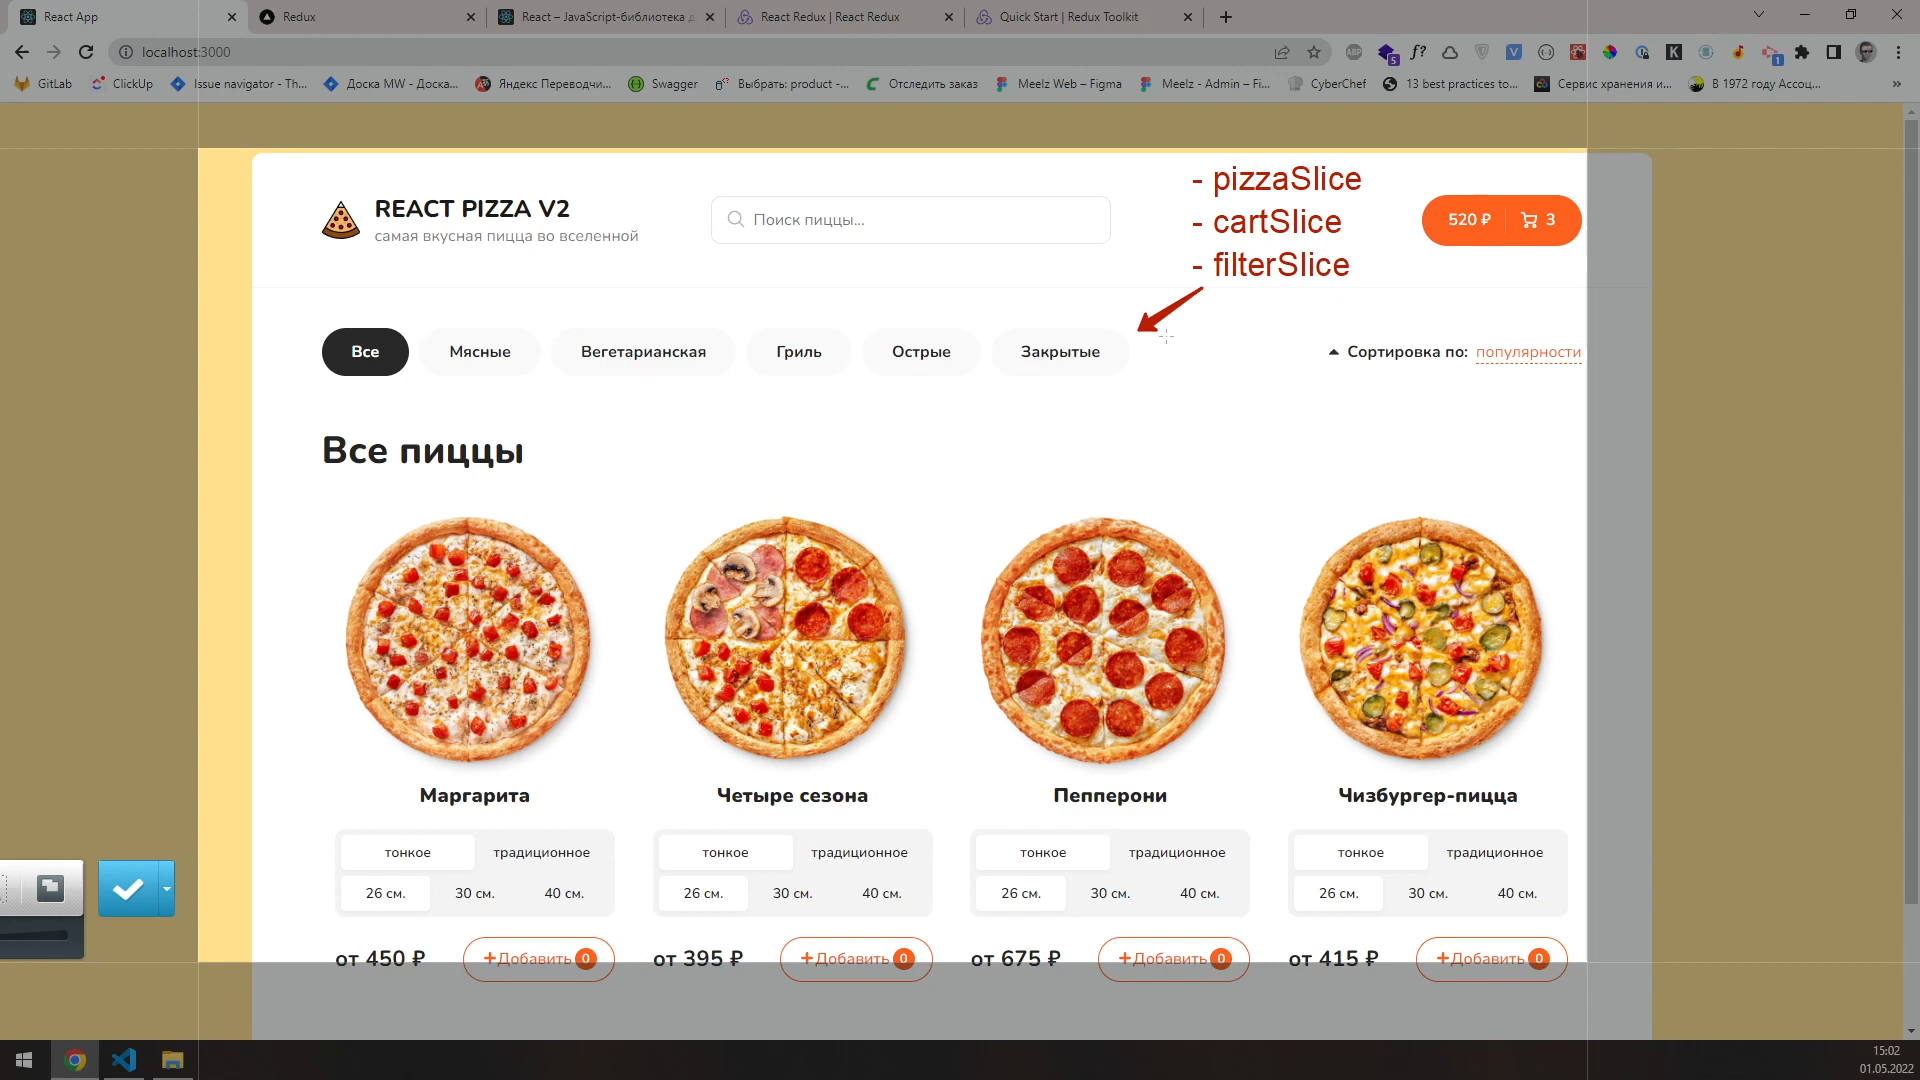 React App
Redux
React – JavaScript-библиотека д
React Redux | React Redux
Quick Start | Redux Toolkit
localhost:3000
GitLab
ClickUp
Issue navigator - Th...
Доска MW - Доска...
Яндекс Переводчи...
Swagger
Выбрать: product -...
Отследить заказ
Meelz Web – Figma
Meelz - Admin – Fi...
CyberChef
13 best practices to...
Сервис хранения и...
В 1972 году Ассоц...
- pizzaSlice
- cartSlice
- filterSlice
REACT PIZZA V2
самая вкусная пицца во вселенной
Поиск пиццы...
520 ₽ 3
Все
Мясные
Вегетарианская
Гриль
Острые
Закрытые
Сортировка по: популярности
Все пиццы
Маргарита
Четыре сезона
Пепперони
Чизбургер-пицца
тонкое традиционное
26 см. 30 см. 40 см.
тонкое традиционное
26 см. 30 см. 40 см.
тонкое традиционное
26 см. 30 см. 40 см.
тонкое традиционное
26 см. 30 см. 40 см.
от 450 ₽ +Добавить 0
от 395 ₽ +Добавить 0
от 675 ₽ +Добавить 0
от 415 ₽ +Добавить 0
15:02
01.05.2022